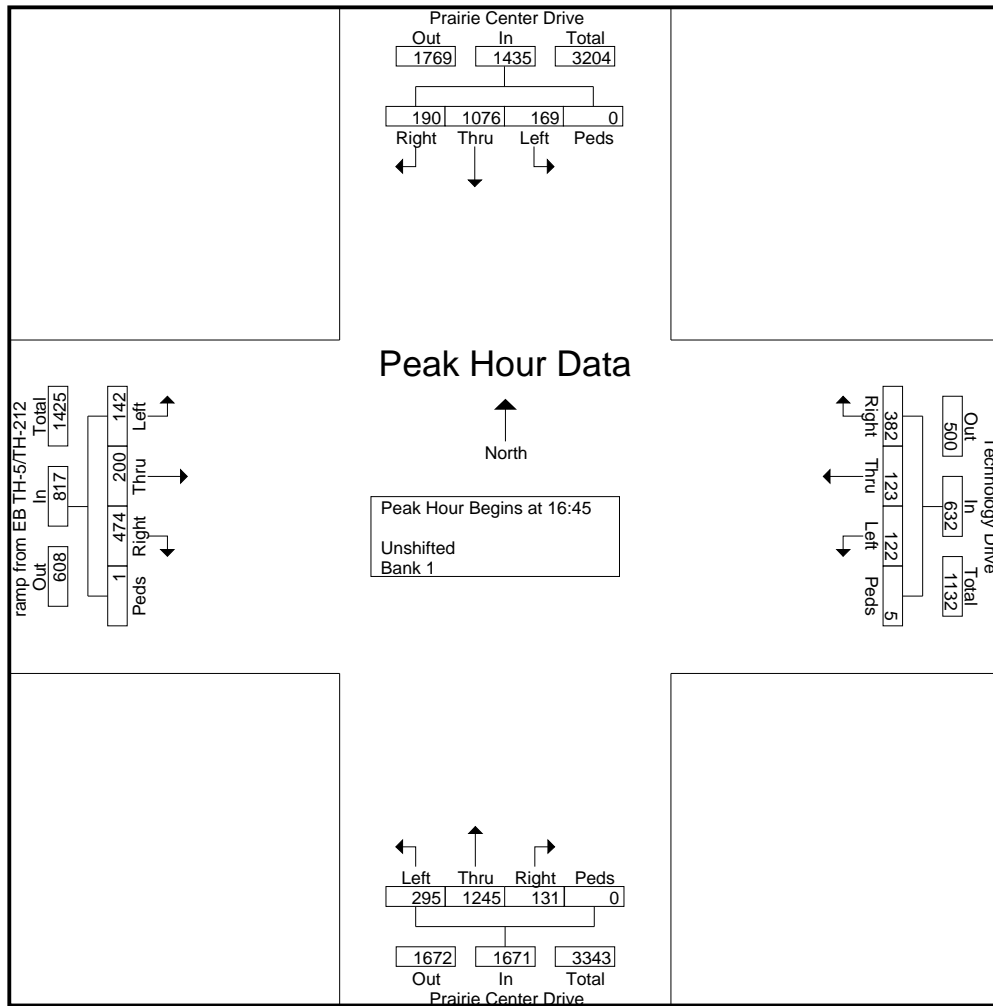 Prairie Center Drive
Out In Total
1769 1435 3204
190 1076 169 0
Right Thru Left Peds
Peak Hour Data
North
Peak Hour Begins at 16:45
Unshifted
Bank 1
ramp from EB TH-5/TH-212
Out In Total
608 817 1425
1 474 200 142
Peds Right Thru Left
Technology Drive
Out In Total
500 632 1132
382 123 122 5
Right Thru Left Peds
Left Thru Right Peds
295 1245 131 0
1672 1671 3343
Out In Total
Prairie Center Drive